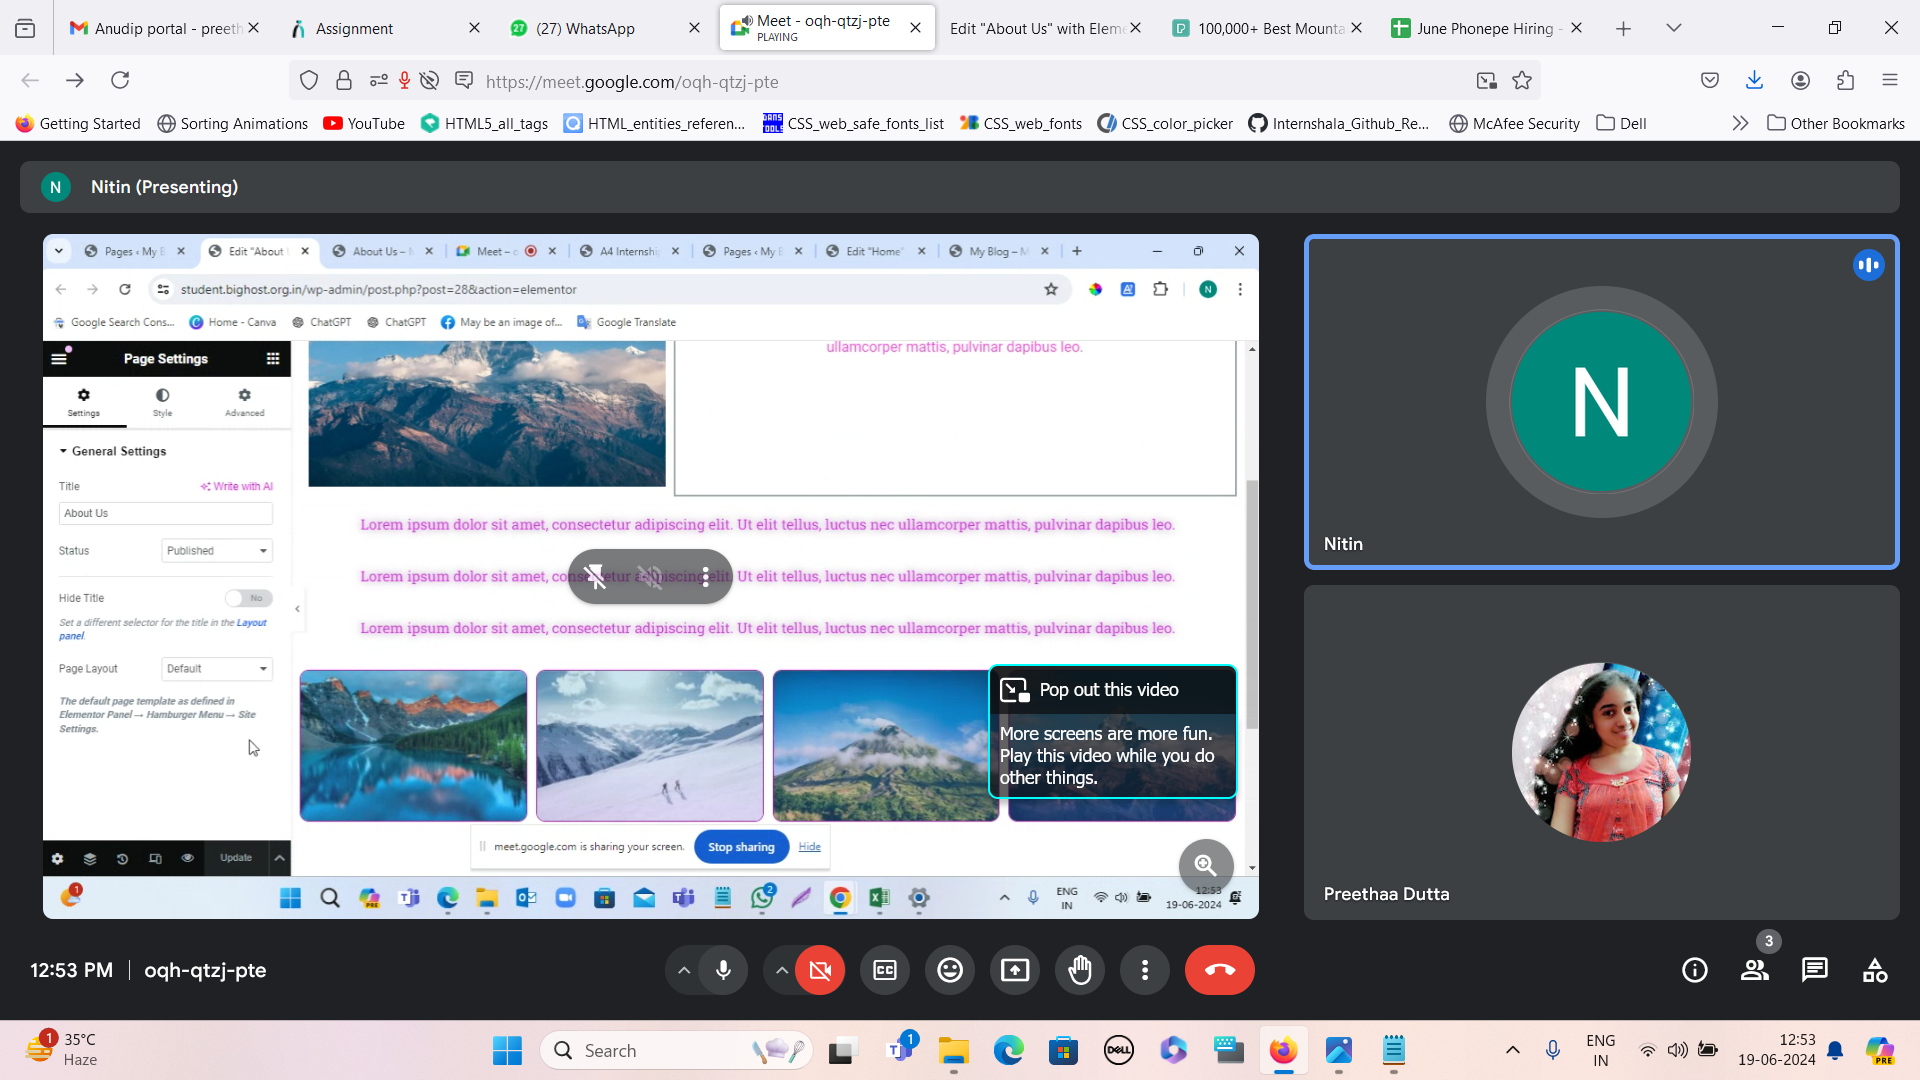 Anudip portal - preeth
Assignment
(27) WhatsApp
Meet - oqh-qtzj-pte
PLAYING
Edit "About Us" with Eleme
100,000+ Best Mounta
June Phonepe Hiring -
https://meet.google.com/oqh-qtzj-pte
Getting Started
Sorting Animations
YouTube
HTML5_all_tags
HTML_entities_referen...
CSS_web_safe_fonts_list
CSS_web_fonts
CSS_color_picker
Internshala_Github_Re...
McAfee Security
Dell
Other Bookmarks
N
Nitin (Presenting)
Pages ‹ My B
Edit "About
About Us –
Meet –
A4 Internshi
Pages ‹ My B
Edit "Home"
My Blog –
student.bighost.org.in/wp-admin/post.php?post=28&action=elementor
N
Google Search Cons...
Home - Canva
ChatGPT
ChatGPT
May be an image of...
Google Translate
Page Settings
Settings
Style
Advanced
General Settings
Title
Write with AI
About Us
Status
Published
Hide Title
No
Set a different selector for the title in the Layout
panel.
Page Layout
Default
The default page template as defined in
Elementor Panel → Hamburger Menu → Site
Settings.
Update
ullamcorper mattis, pulvinar dapibus leo.
Lorem ipsum dolor sit amet, consectetur adipiscing elit. Ut elit tellus, luctus nec ullamcorper mattis, pulvinar dapibus leo.
Lorem ipsum dolor sit amet, consectetur adipiscing elit. Ut elit tellus, luctus nec ullamcorper mattis, pulvinar dapibus leo.
Lorem ipsum dolor sit amet, consectetur adipiscing elit. Ut elit tellus, luctus nec ullamcorper mattis, pulvinar dapibus leo.
Pop out this video
More screens are more fun.
Play this video while you do
other things.
meet.google.com is sharing your screen.
Stop sharing
Hide
1
2
ENG
IN
12:53
19-06-2024
N
Nitin
Preethaa Dutta
12:53 PM
oqh-qtzj-pte
3
1
35°C
Haze
Search
1
DELL
ENG
IN
12:53
19-06-2024
PRE